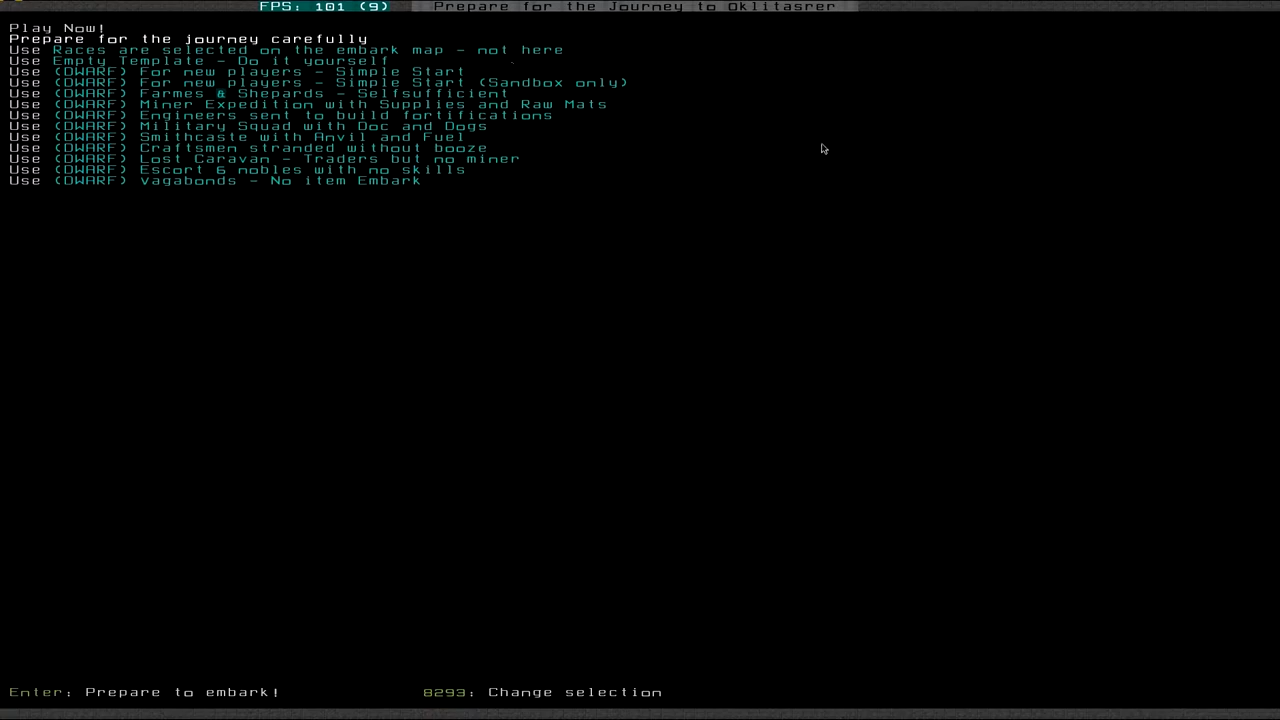 FPS: 101 (9) Prepare for the Journey to Oklitasrer
Play Now!
Prepare for the journey carefully
Use Races are selected on the embark map - not here
Use Empty Template - Do it yourself
Use (DWARF) For new players - Simple Start
Use (DWARF) For new players - Simple Start (Sandbox only)
Use (DWARF) Farmes & Shepards - Selfsufficient
Use (DWARF) Miner Expedition with Supplies and Raw Mats
Use (DWARF) Engineers sent to build fortifications
Use (DWARF) Military Squad with Doc and Dogs
Use (DWARF) Smithcaste with Anvil and Fuel
Use (DWARF) Craftsmen stranded without booze
Use (DWARF) Lost Caravan - Traders but no miner
Use (DWARF) Escort 6 nobles with no skills
Use (DWARF) Vagabonds - No item Embark
Enter: Prepare to embark! 8293: Change selection